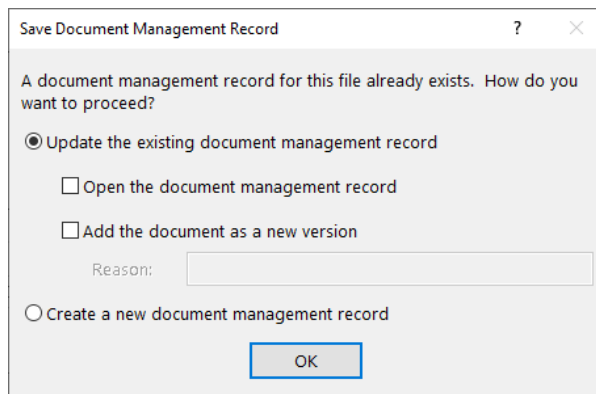 Save Document Management Record
?
A document management record for this file already exists.  How do you
want to proceed?
Update the existing document management record
Open the document management record
Add the document as a new version
Reason:
Create a new document management record
OK